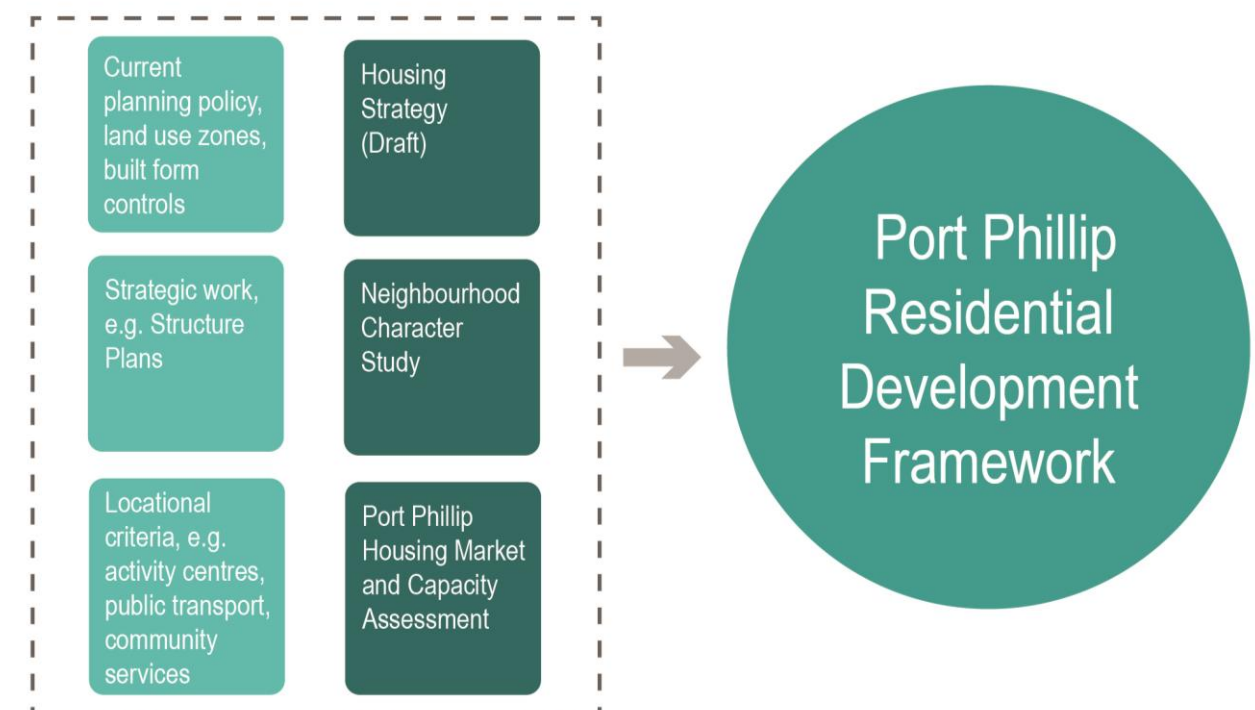 Current
planning policy,
land use zones,
built form
controls
Housing
Strategy
(Draft)
Strategic work,
e.g. Structure
Plans
Neighbourhood
Character
Study
Locational
criteria, e.g.
activity centres,
public transport,
community
services
Port Phillip
Housing Market
and Capacity
Assessment
Port Phillip
Residential
Development
Framework